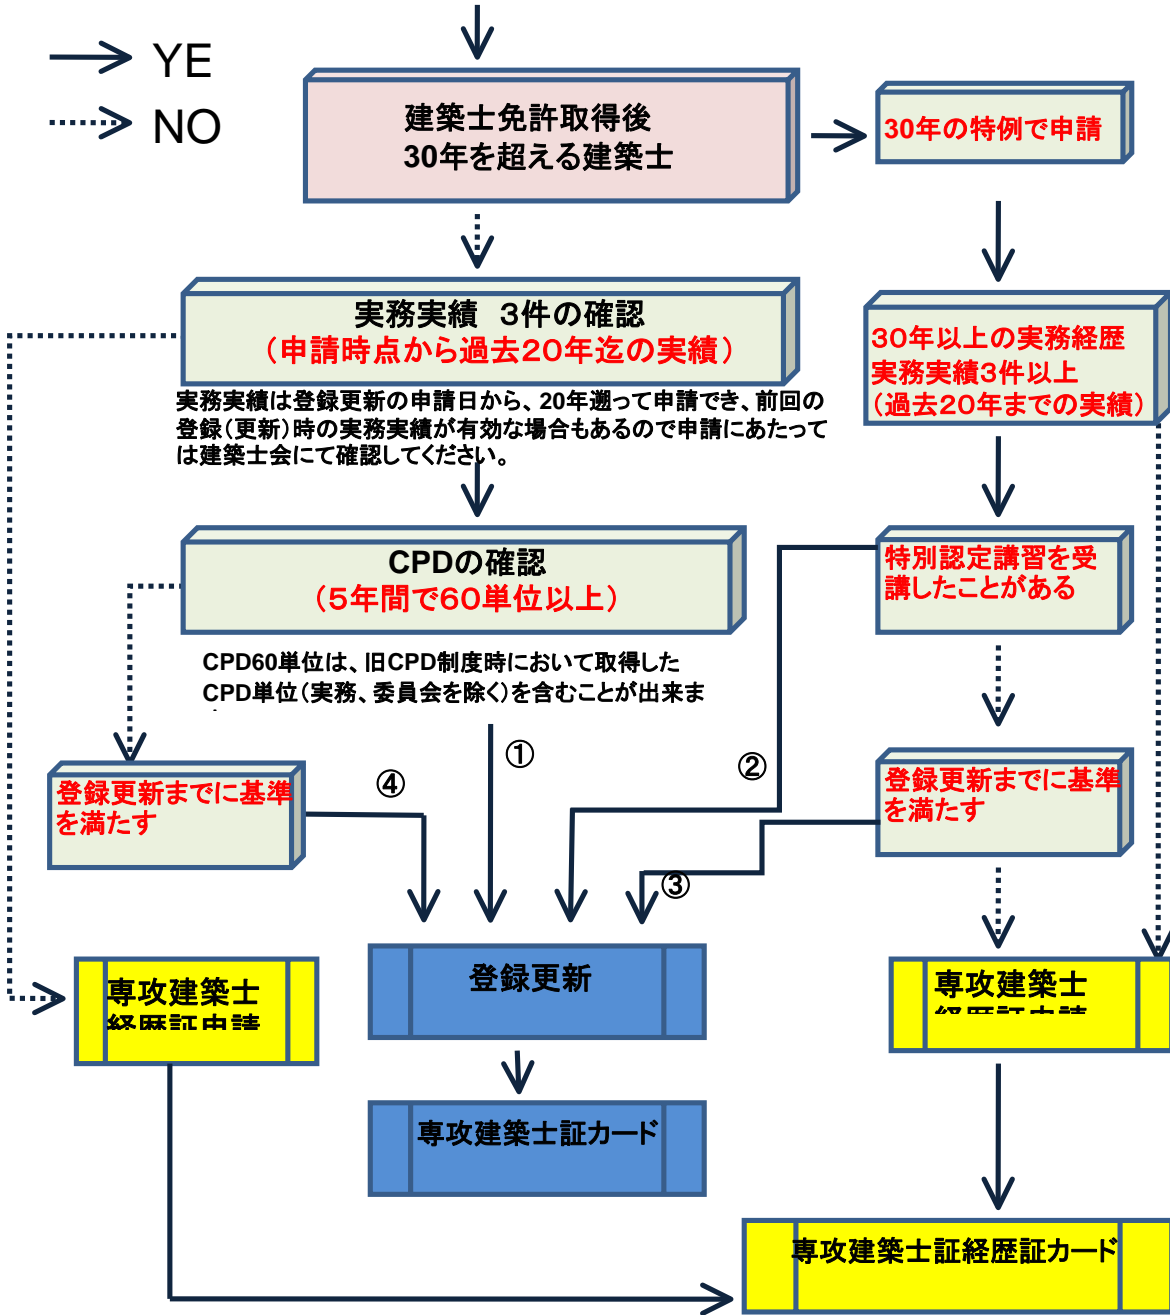 YE
NO
建築士免許取得後
30年を超える建築士
30年の特例で申請
実務実績　3件の確認
（申請時点から過去20年迄の実績）
実務実績は登録更新の申請日から、20年遡って申請でき、前回の
登録（更新）時の実務実績が有効な場合もあるので申請にあたって
は建築士会にて確認してください。
30年以上の実務経歴
実務実績3件以上
（過去20年までの実績）
CPDの確認
（5年間で60単位以上）
CPD60単位は、旧CPD制度時において取得した
CPD単位（実務、委員会を除く）を含むことが出来ま
特別認定講習を受
講したことがある
①
②
③
④
登録更新までに基準
を満たす
登録更新までに基準
を満たす
専攻建築士
経歴証申請
登録更新
専攻建築士
経歴証申請
専攻建築士証カード
専攻建築士証経歴証カード